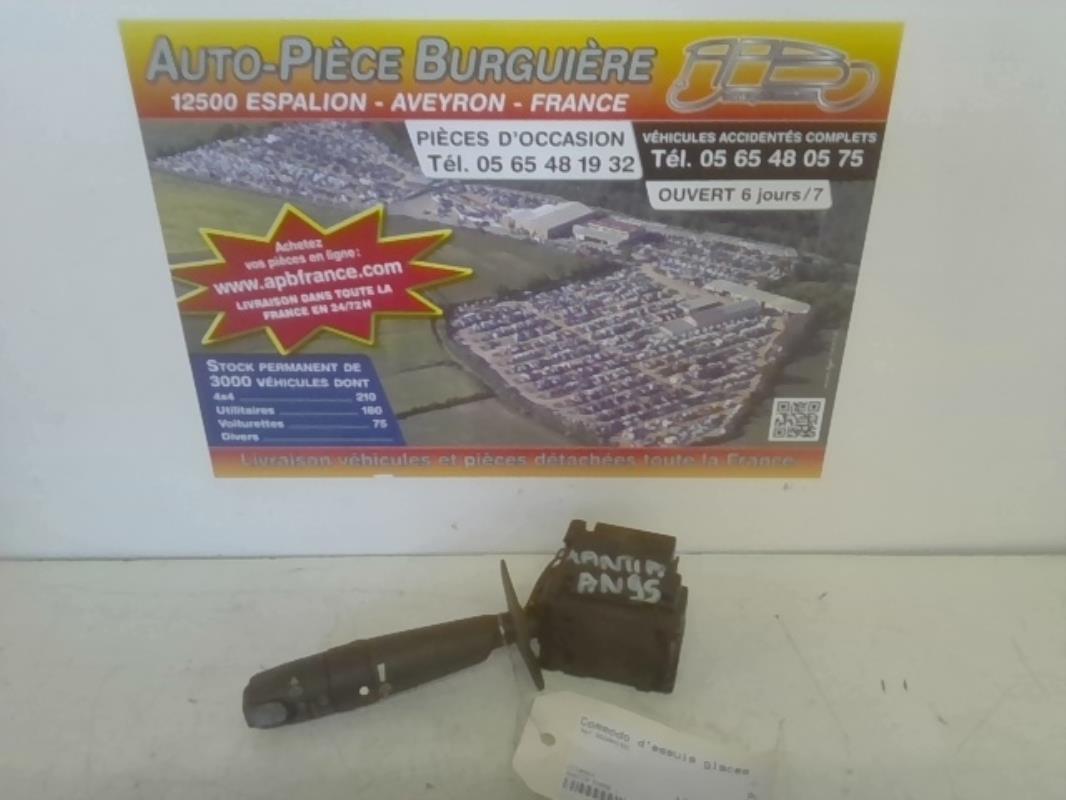 AUTO-PIÈCE BURGUIÈRE
12500 ESPALION - AVEYRON - FRANCE
PIÈCES D'OCCASION
Tél. 05 65 48 19 32
VÉHICULES ACCIDENTÉS COMPLETS
Tél. 05 65 48 05 75
OUVERT 6 jours/7
Achetez
vos pièces en ligne :
www.apbfrance.com
LIVRAISON DANS TOUTE LA
FRANCE EN 24/72H
STOCK PERMANENT DE
3000 VÉHICULES DONT
4x4 210
Utilitaires 180
Voiturettes 75
Divers
Livraison véhicules et pièces détachées toute la France
XANTIA
AN95
Commodo d'essuie glaces